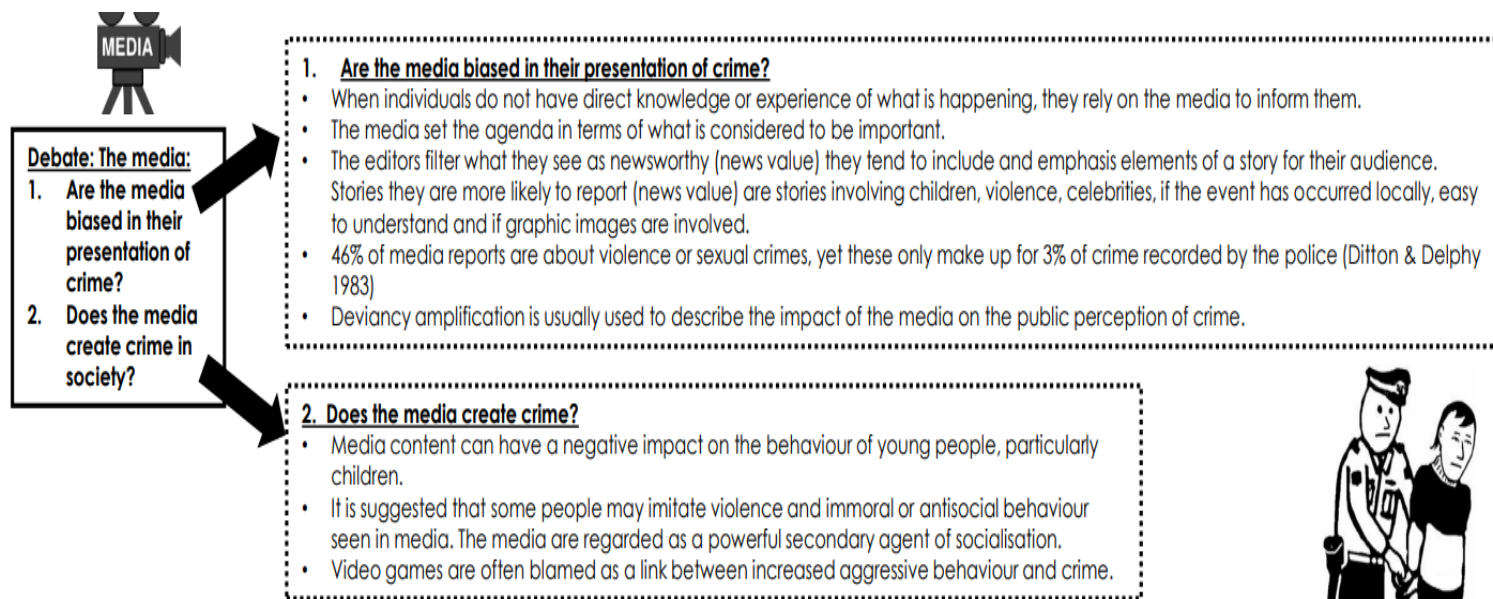 MEDIA
Debate: The media:
1. Are the media
biased in their
presentation of
crime?
2. Does the media
create crime in
society?
1. Are the media biased in their presentation of crime?
• When individuals do not have direct knowledge or experience of what is happening, they rely on the media to inform them.
• The media set the agenda in terms of what is considered to be important.
• The editors filter what they see as newsworthy (news value) they tend to include and emphasis elements of a story for their audience.
Stories they are more likely to report (news value) are stories involving children, violence, celebrities, if the event has occurred locally, easy
to understand and if graphic images are involved.
• 46% of media reports are about violence or sexual crimes, yet these only make up for 3% of crime recorded by the police (Ditton & Delphy
1983)
• Deviancy amplification is usually used to describe the impact of the media on the public perception of crime.
2. Does the media create crime?
• Media content can have a negative impact on the behaviour of young people, particularly
children.
• It is suggested that some people may imitate violence and immoral or antisocial behaviour
seen in media. The media are regarded as a powerful secondary agent of socialisation.
• Video games are often blamed as a link between increased aggressive behaviour and crime.